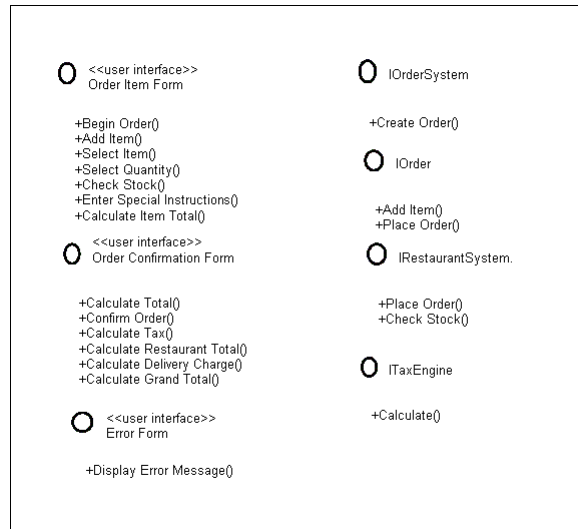 <<user interface>>
Order Item Form
+Begin Order()
+Add Item()
+Select Item()
+Select Quantity()
+Check Stock()
+Enter Special Instructions()
+Calculate Item Total()
<<user interface>>
Order Confirmation Form
+Calculate Total()
+Confirm Order()
+Calculate Tax()
+Calculate Restaurant Total()
+Calculate Delivery Charge()
+Calculate Grand Total()
<<user interface>>
Error Form
+Display Error Message()
IOrderSystem
+Create Order()
IOrder
+Add Item()
+Place Order()
IRestaurantSystem.
+Place Order()
+Check Stock()
ITaxEngine
+Calculate()